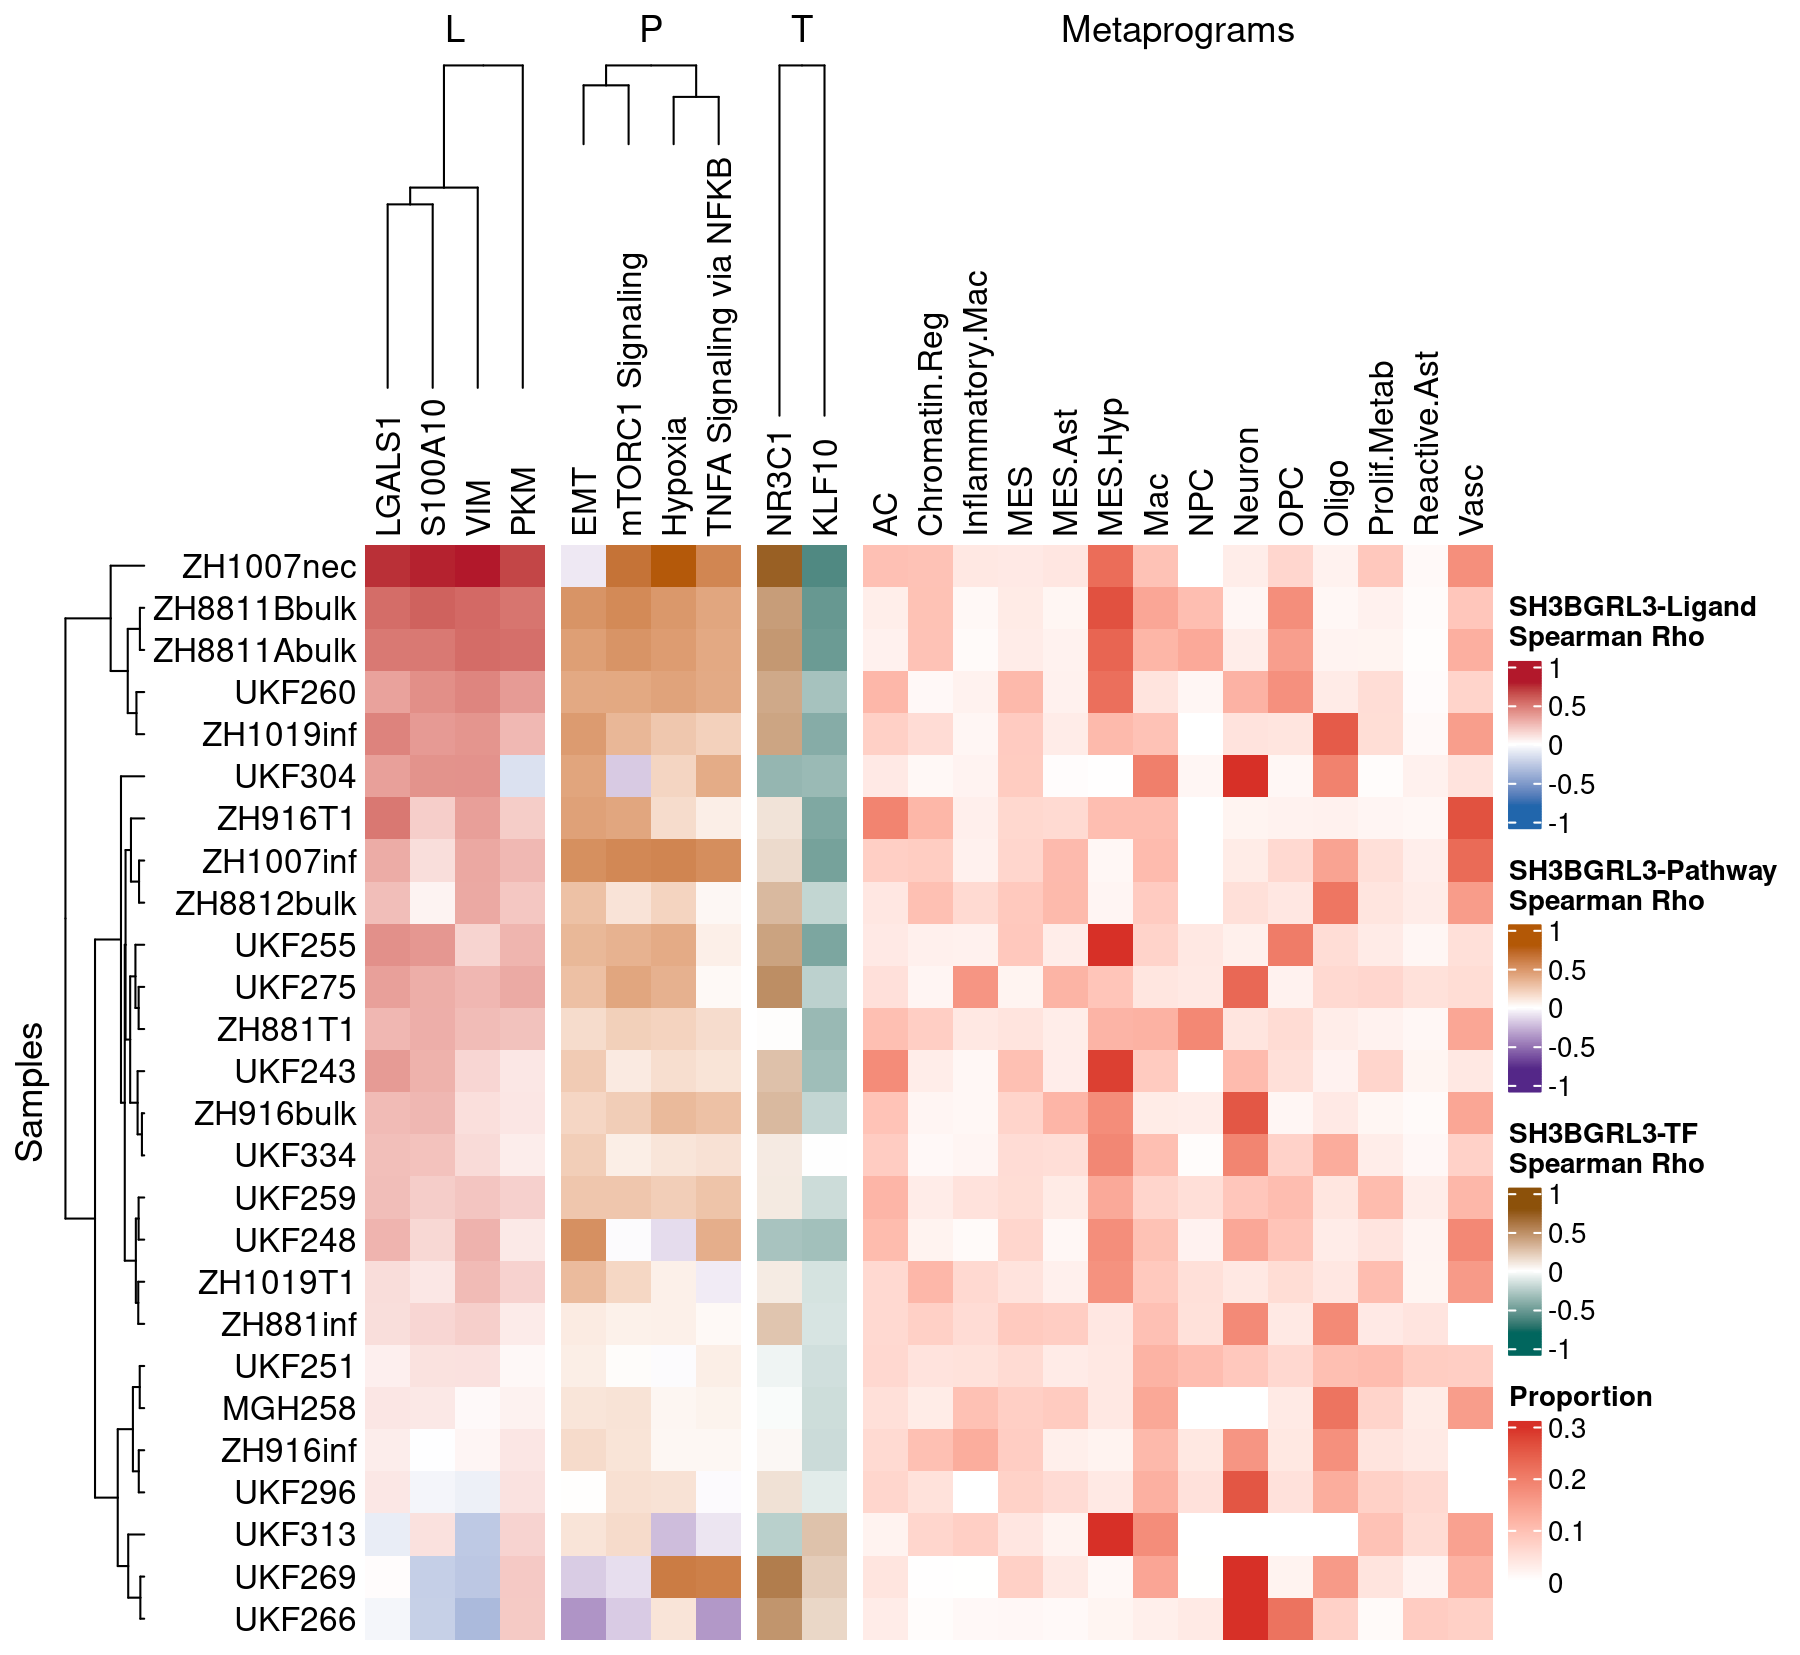 L P T Metaprograms
LGALS1
S100A10
VIM
PKM
EMT
mTORC1 Signaling
Hypoxia
TNFA Signaling via NFKB
NR3C1
KLF10
AC
Chromatin.Reg
Inflammatory.Mac
MES
MES.Ast
MES.Hyp
Mac
NPC
Neuron
OPC
Oligo
Prolif.Metab
Reactive.Ast
Vasc
Samples
ZH1007nec
ZH8811Bbulk
ZH8811Abulk
UKF260
ZH1019inf
UKF304
ZH916T1
ZH1007inf
ZH8812bulk
UKF255
UKF275
ZH881T1
UKF243
ZH916bulk
UKF334
UKF259
UKF248
ZH1019T1
ZH881inf
UKF251
MGH258
ZH916inf
UKF296
UKF313
UKF269
UKF266
SH3BGRL3-Ligand
Spearman Rho
1
0.5
0
-0.5
-1
SH3BGRL3-Pathway
Spearman Rho
1
0.5
0
-0.5
-1
SH3BGRL3-TF
Spearman Rho
1
0.5
0
-0.5
-1
Proportion
0.3
0.2
0.1
0